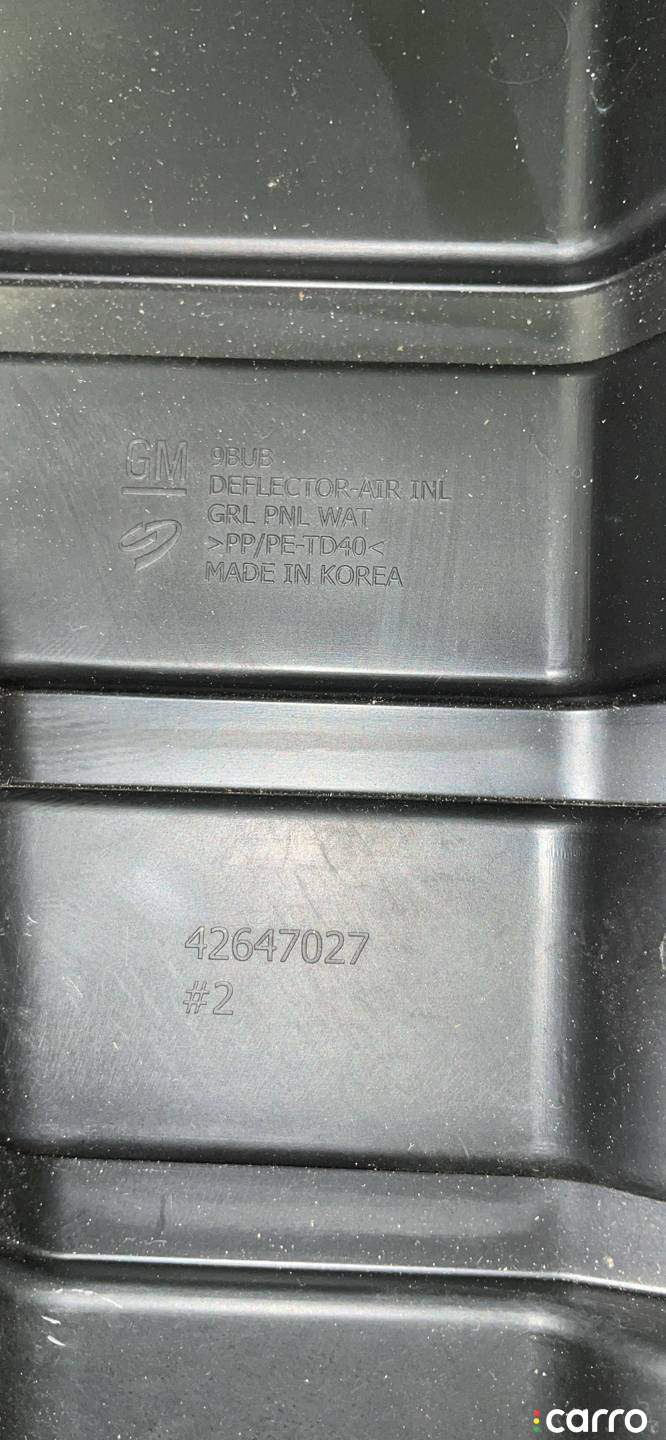 GM
9BUB
DEFLECTOR-AIR INL
GRL PNL WAT
>PP/PE-TD40<
MADE IN KOREA
42647027
#2
carro